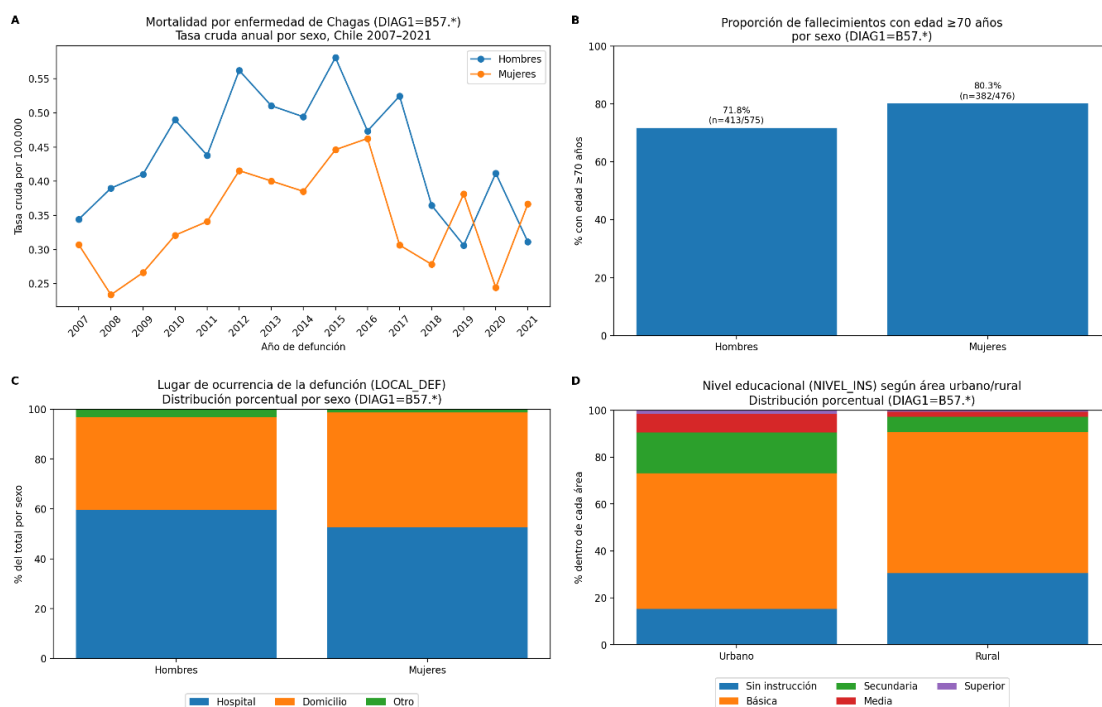 A
Mortalidad por enfermedad de Chagas (DIAG1=B57.*)
Tasa cruda anual por sexo, Chile 2007–2021
Hombres
Mujeres
Tasa cruda por 100.000
0.55
0.50
0.45
0.40
0.35
0.30
0.25
2007
2008
2009
2010
2011
2012
2013
2014
2015
2016
2017
2018
2019
2020
2021
Año de defunción
B
Proporción de fallecimientos con edad ≥70 años
por sexo (DIAG1=B57.*)
% con edad ≥70 años
100
80
60
40
20
0
71.8%
(n=413/575)
80.3%
(n=382/476)
Hombres
Mujeres
C
Lugar de ocurrencia de la defunción (LOCAL_DEF)
Distribución porcentual por sexo (DIAG1=B57.*)
% del total por sexo
100
80
60
40
20
0
Hombres
Mujeres
Hospital
Domicilio
Otro
D
Nivel educacional (NIVEL_INS) según área urbano/rural
Distribución porcentual (DIAG1=B57.*)
% dentro de cada área
100
80
60
40
20
0
Urbano
Rural
Sin instrucción
Básica
Secundaria
Media
Superior